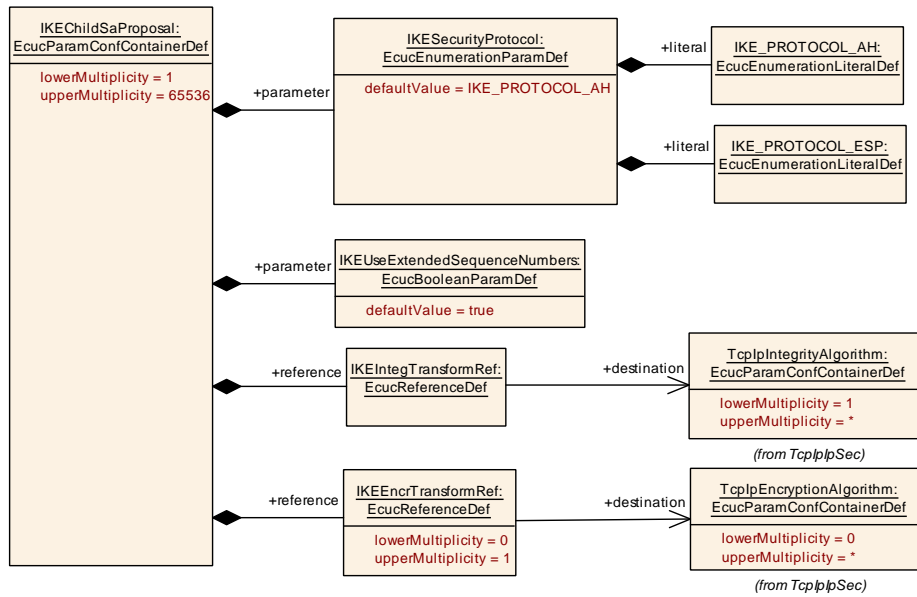 IKEChildSaProposal:
EcucParamConfContainerDef
lowerMultiplicity = 1
upperMultiplicity = 65536
+parameter
IKESecurityProtocol:
EcucEnumerationParamDef
defaultValue = IKE_PROTOCOL_AH
+literal
IKE_PROTOCOL_AH:
EcucEnumerationLiteralDef
+literal
IKE_PROTOCOL_ESP:
EcucEnumerationLiteralDef
+parameter
IKEUseExtendedSequenceNumbers:
EcucBooleanParamDef
defaultValue = true
+reference
IKEIntegTransformRef:
EcucReferenceDef
+destination
TcpIpIntegrityAlgorithm:
EcucParamConfContainerDef
lowerMultiplicity = 1
upperMultiplicity = *
(from TcpIpIpSec)
+reference
IKEEncrTransformRef:
EcucReferenceDef
lowerMultiplicity = 0
upperMultiplicity = 1
+destination
TcpIpEncryptionAlgorithm:
EcucParamConfContainerDef
lowerMultiplicity = 0
upperMultiplicity = *
(from TcpIpIpSec)